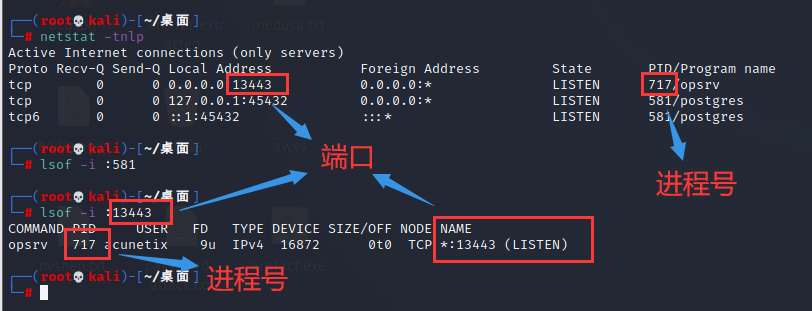 ┌──(root💀kali)-[~/桌面]
└─# netstat -tnlp
Active Internet connections (only servers)
Proto Recv-Q Send-Q Local Address Foreign Address State PID/Program name
tcp 0 0 0.0.0.0:13443 0.0.0.0:* LISTEN 717/opsrv
tcp 0 0 127.0.0.1:45432 0.0.0.0:* LISTEN 581/postgres
tcp6 0 0 ::1:45432 :::* LISTEN 581/postgres
端口
进程号
┌──(root💀kali)-[~/桌面]
└─# lsof -i :581
┌──(root💀kali)-[~/桌面]
└─# lsof -i :13443
COMMAND PID USER FD TYPE DEVICE SIZE/OFF NODE NAME
opsrv 717 acunetix 9u IPv4 16872 0t0 TCP *:13443 (LISTEN)
进程号
┌──(root💀kali)-[~/桌面]
└─#